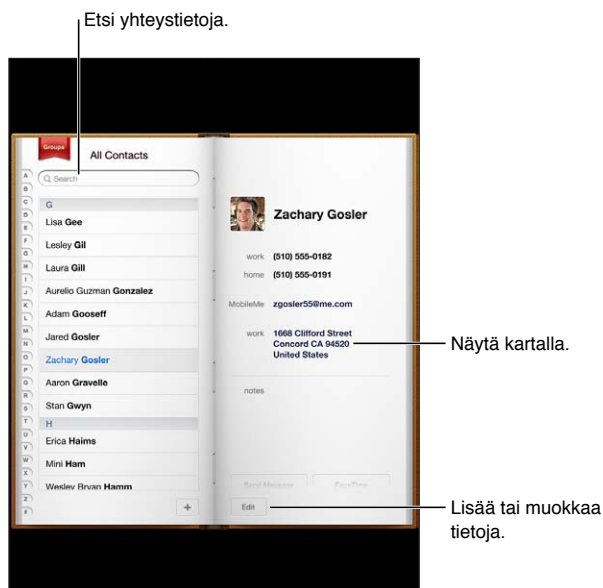 Etsi yhteystietoja.
Groups
All Contacts
Search
A
B
C
D
E
F
G
H
I
J
K
L
M
N
O
P
Q
R
S
T
U
V
W
X
Y
Z
#
G
Lisa Gee
Lesley Gil
Laura Gill
Aurelio Guzman Gonzalez
Adam Gooseff
Jared Gosler
Zachary Gosler
Aaron Gravelle
Stan Gwyn
H
Erica Haims
Mini Ham
Wesley Bryan Hamm
+
Zachary Gosler
work (510) 555-0182
home (510) 555-0191
MobileMe zgosler55@me.com
work 1668 Clifford Street
Concord CA 94520
United States
notes
Send Message FaceTime
Edit
Näytä kartalla.
Lisää tai muokkaa
tietoja.